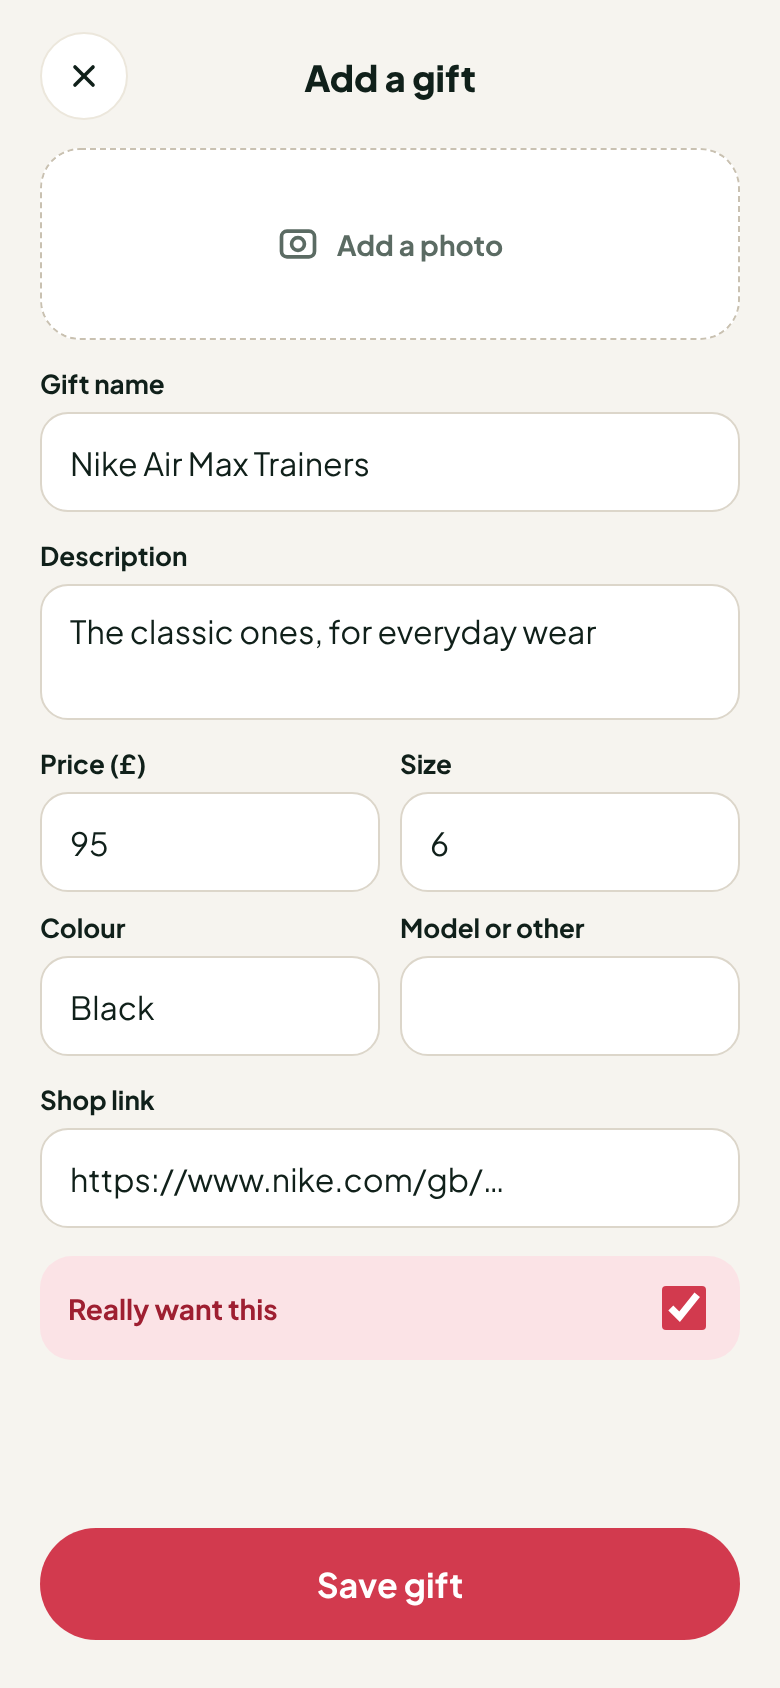 Add a gift
Add a photo
Gift name
Nike Air Max Trainers
Description
The classic ones, for everyday wear
Price (£)
Size
95
6
Colour
Model or other
Black
Shop link
https://www.nike.com/gb/...
Really want this
Save gift